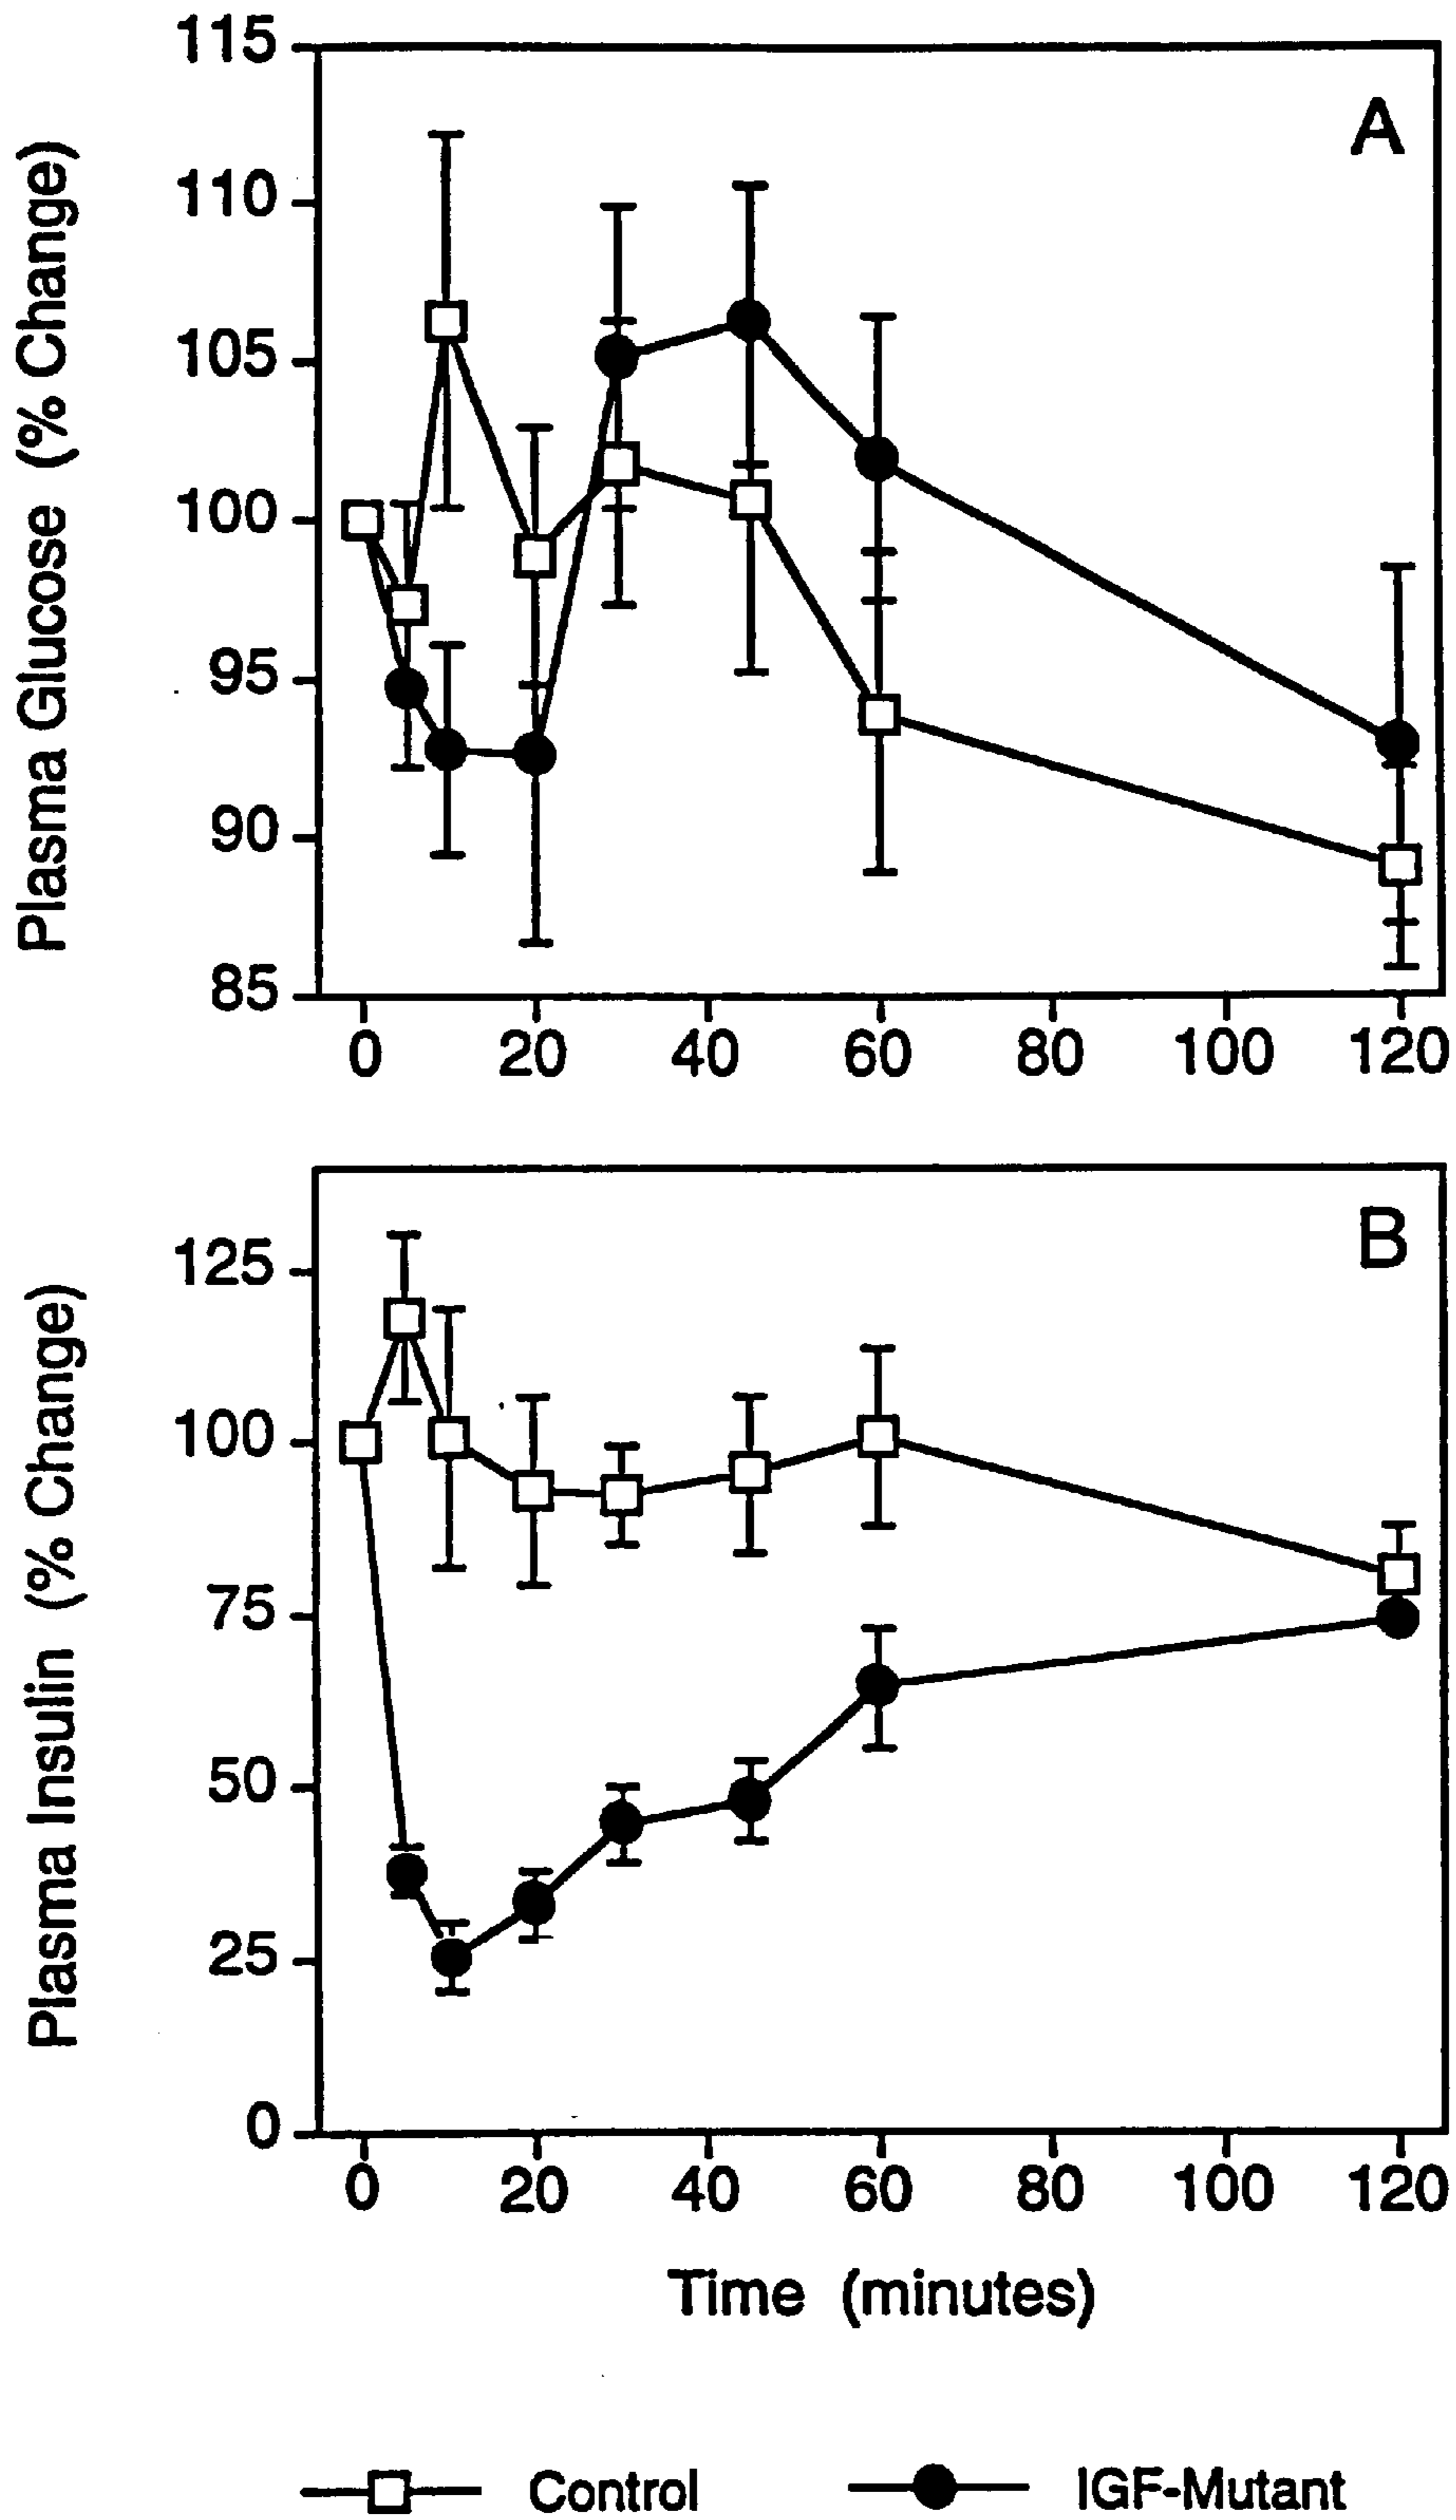 115
A
110
105
100
95
90
85
Plasma Glucose (% Change)
0 20 40 60 80 100 120
B
125
100
75
50
25
0
Plasma Insulin (% Change)
0 20 40 60 80 100 120
Time (minutes)
Control IGF-Mutant